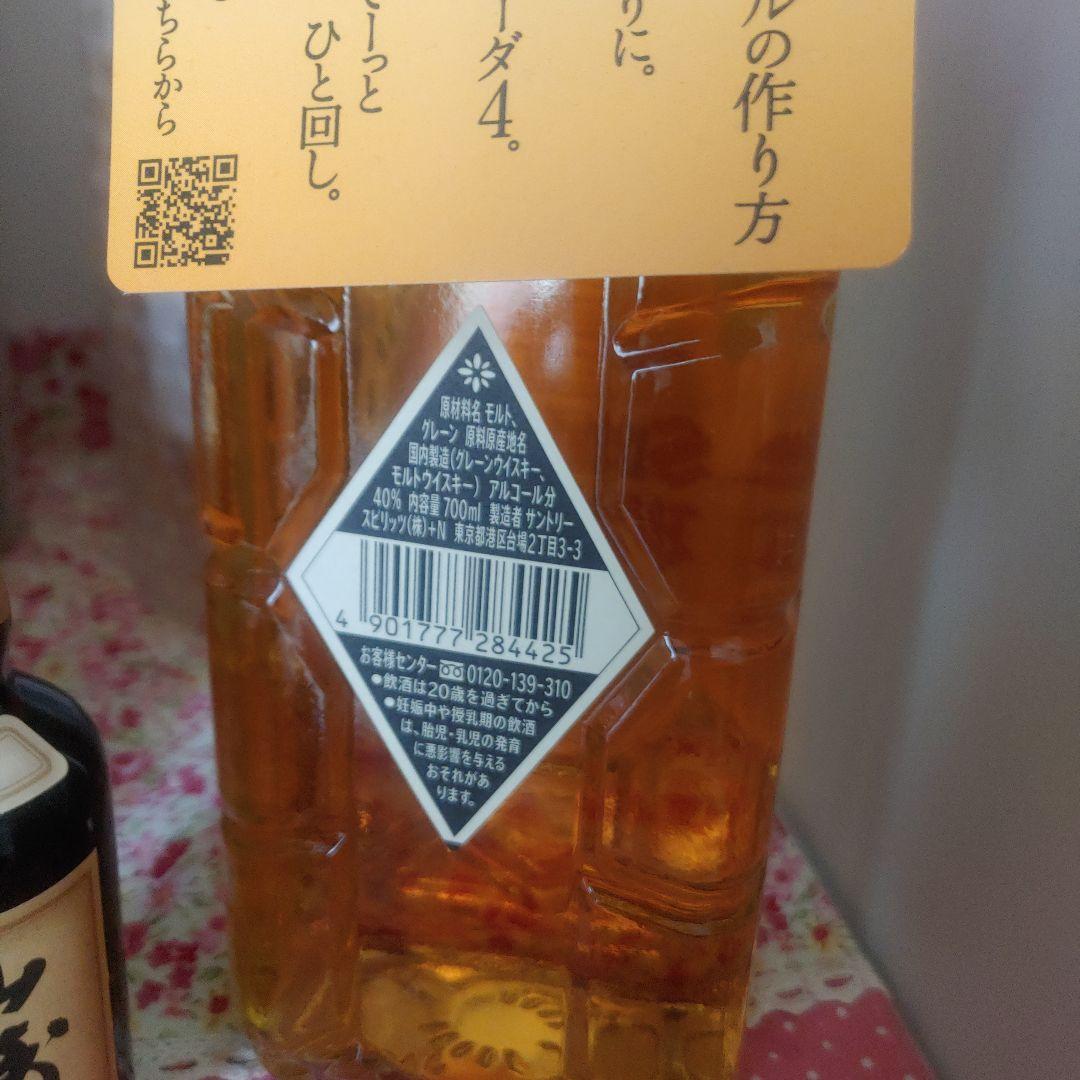 ルの作り方
りに。
ーダ4。
そーっと
ひと回し。
ちらから
原材料名 モルト、
グレーン 原料原産地名
国内製造(グレーンウイスキー、
モルトウイスキー) アルコール分
40% 内容量 700ml 製造者 サントリー
スピリッツ(株)+N 東京都港区台場2丁目3-3
4 901777 284425
お客様センター 0120-139-310
●飲酒は20歳を過ぎてから
●妊娠中や授乳期の飲酒
は、胎児・乳児の発育
に悪影響を与える
おそれがあ
ります。